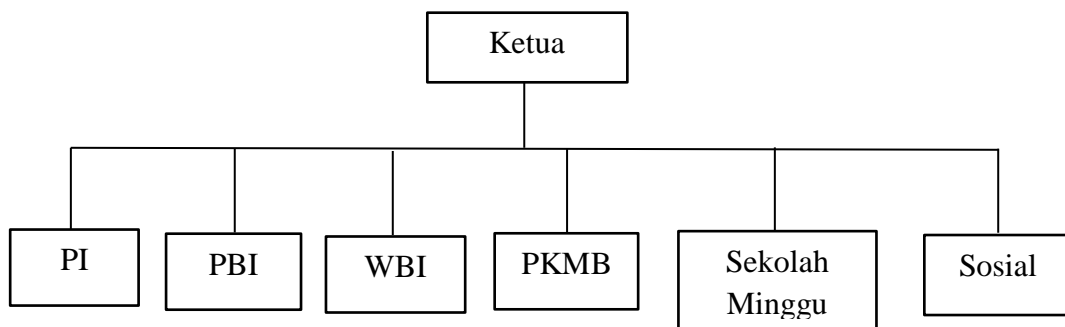 Ketua
PI
PBI
WBI
PKMB
Sekolah
Minggu
Sosial